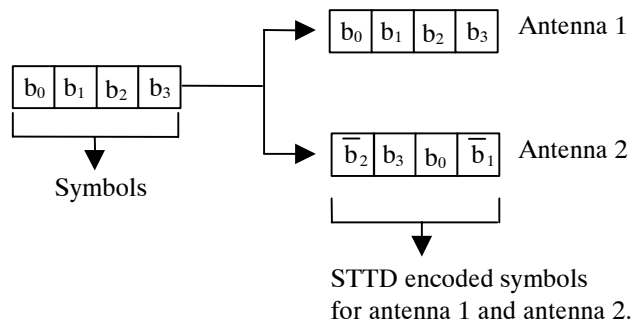 b₀ b₁ b₂ b₃ Antenna 1
b₀ b₁ b₂ b₃
Symbols
b̅₂ b₃ b₀ b̅₁ Antenna 2
STTD encoded symbols
for antenna 1 and antenna 2.